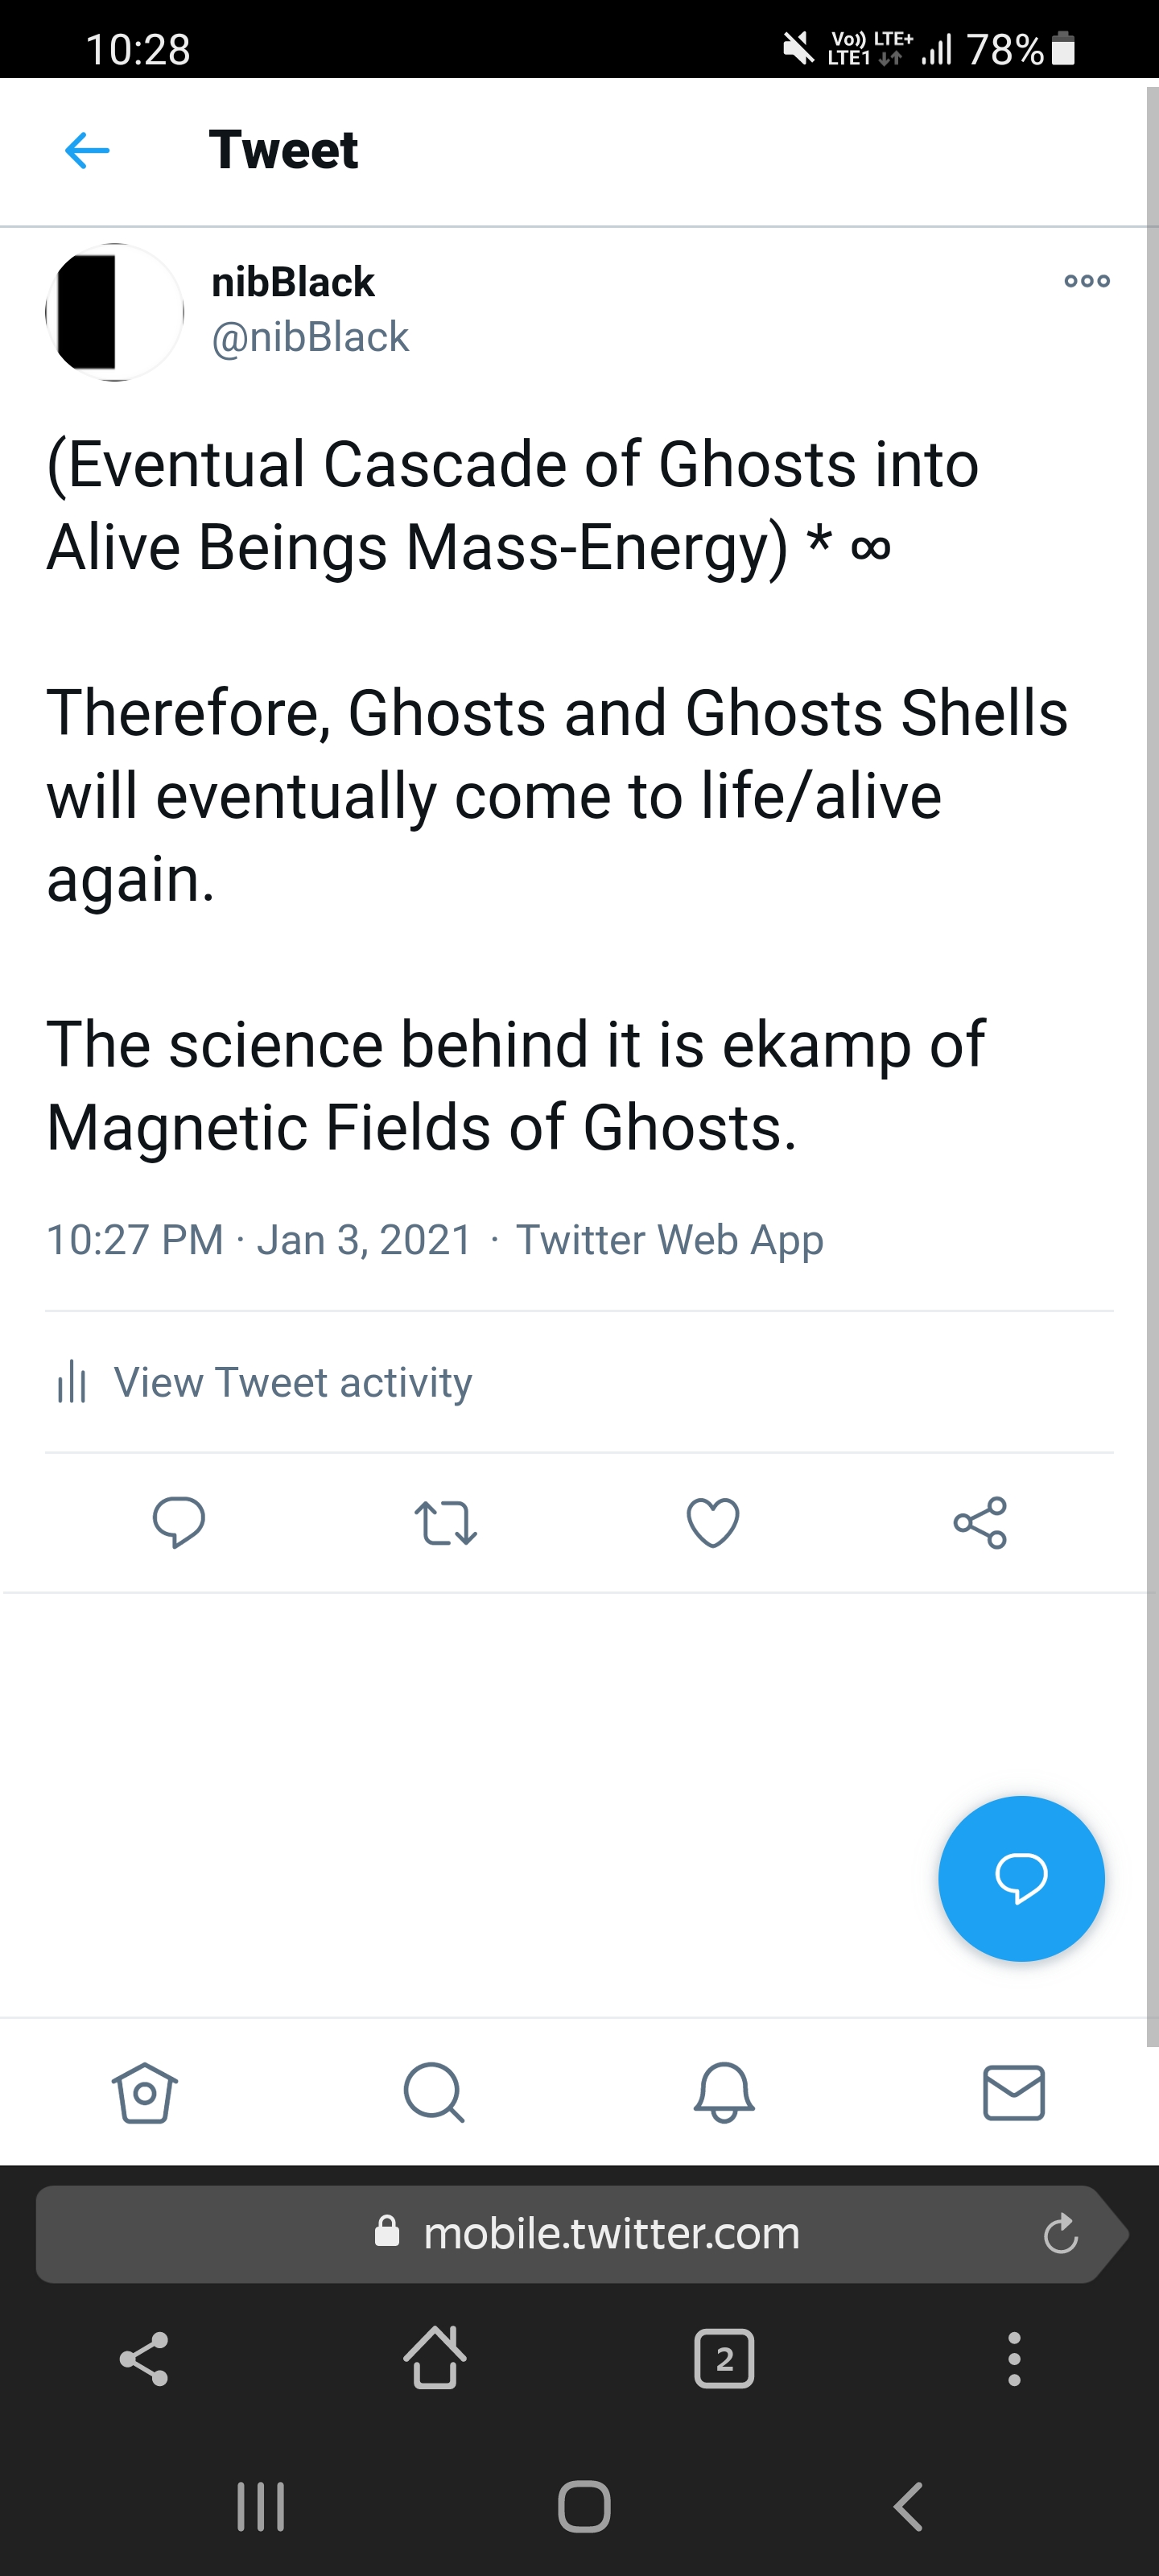 10:28
Vo)) LTE+
LTE1
78%
Tweet
nibBlack
@nibBlack
(Eventual Cascade of Ghosts into
Alive Beings Mass-Energy) * ∞
Therefore, Ghosts and Ghosts Shells
will eventually come to life/alive
again.
The science behind it is ekamp of
Magnetic Fields of Ghosts.
10:27 PM · Jan 3, 2021 · Twitter Web App
View Tweet activity
mobile.twitter.com
2